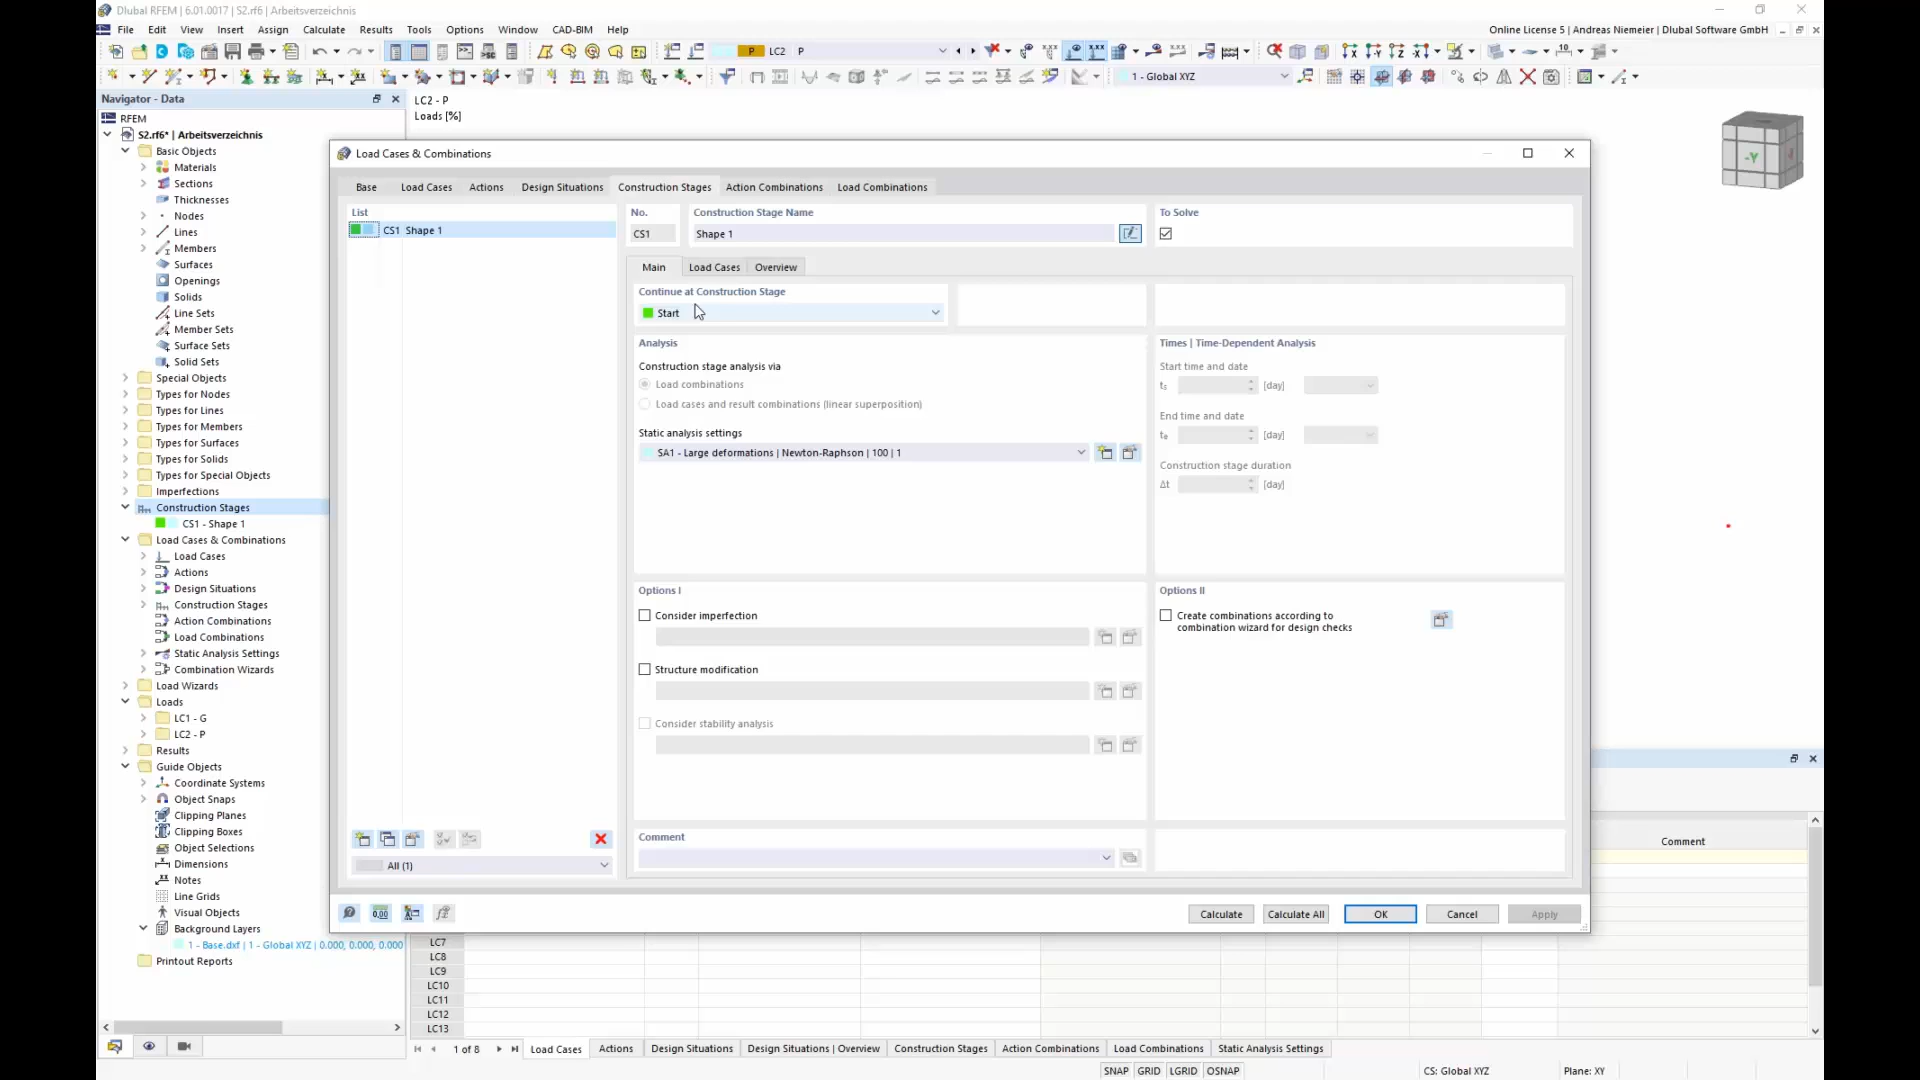 Dlubal RFEM | 6.01.0017 | S2.rf6* | Arbeitsverzeichnis
File Edit View Insert Assign Calculate Results Tools Options Window CAD-BIM Help
Online License 5 | Andreas Niemeier | Dlubal Software GmbH
P LC2 P
1 - Global XYZ
Navigator - Data
RFEM
S2.rf6* | Arbeitsverzeichnis
Basic Objects
Materials
Sections
Thicknesses
Nodes
Lines
Members
Surfaces
Openings
Solids
Line Sets
Member Sets
Surface Sets
Solid Sets
Special Objects
Types for Nodes
Types for Lines
Types for Members
Types for Surfaces
Types for Solids
Types for Special Objects
Imperfections
Construction Stages
CS1 - Shape 1
Load Cases & Combinations
Load Cases
Actions
Design Situations
Construction Stages
Action Combinations
Load Combinations
Static Analysis Settings
Combination Wizards
Load Wizards
Loads
LC1 - G
LC2 - P
Results
Guide Objects
Coordinate Systems
Object Snaps
Clipping Planes
Clipping Boxes
Object Selections
Dimensions
Notes
Line Grids
Visual Objects
Background Layers
1 - Base.dxf | 1 - Global XYZ | 0.000, 0.000, 0.000
Printout Reports
LC2 - P
Loads [%]
-Y
Load Cases & Combinations
Base Load Cases Actions Design Situations Construction Stages Action Combinations Load Combinations
List
CS1 Shape 1
All (1)
No.
CS1
Construction Stage Name
Shape 1
To Solve
Main Load Cases Overview
Continue at Construction Stage
Start
Analysis
Construction stage analysis via
Load combinations
Load cases and result combinations (linear superposition)
Static analysis settings
SA1 - Large deformations | Newton-Raphson | 100 | 1
Times | Time-Dependent Analysis
Start time and date
ts [day]
End time and date
te [day]
Construction stage duration
Δt [day]
Options I
Consider imperfection
Structure modification
Consider stability analysis
Options II
Create combinations according to
combination wizard for design checks
Comment
Calculate Calculate All OK Cancel Apply
Comment
LC7
LC8
LC9
LC10
LC11
LC12
LC13
1 of 8 Load Cases Actions Design Situations Design Situations | Overview Construction Stages Action Combinations Load Combinations Static Analysis Settings
SNAP GRID LGRID OSNAP CS: Global XYZ Plane: XY